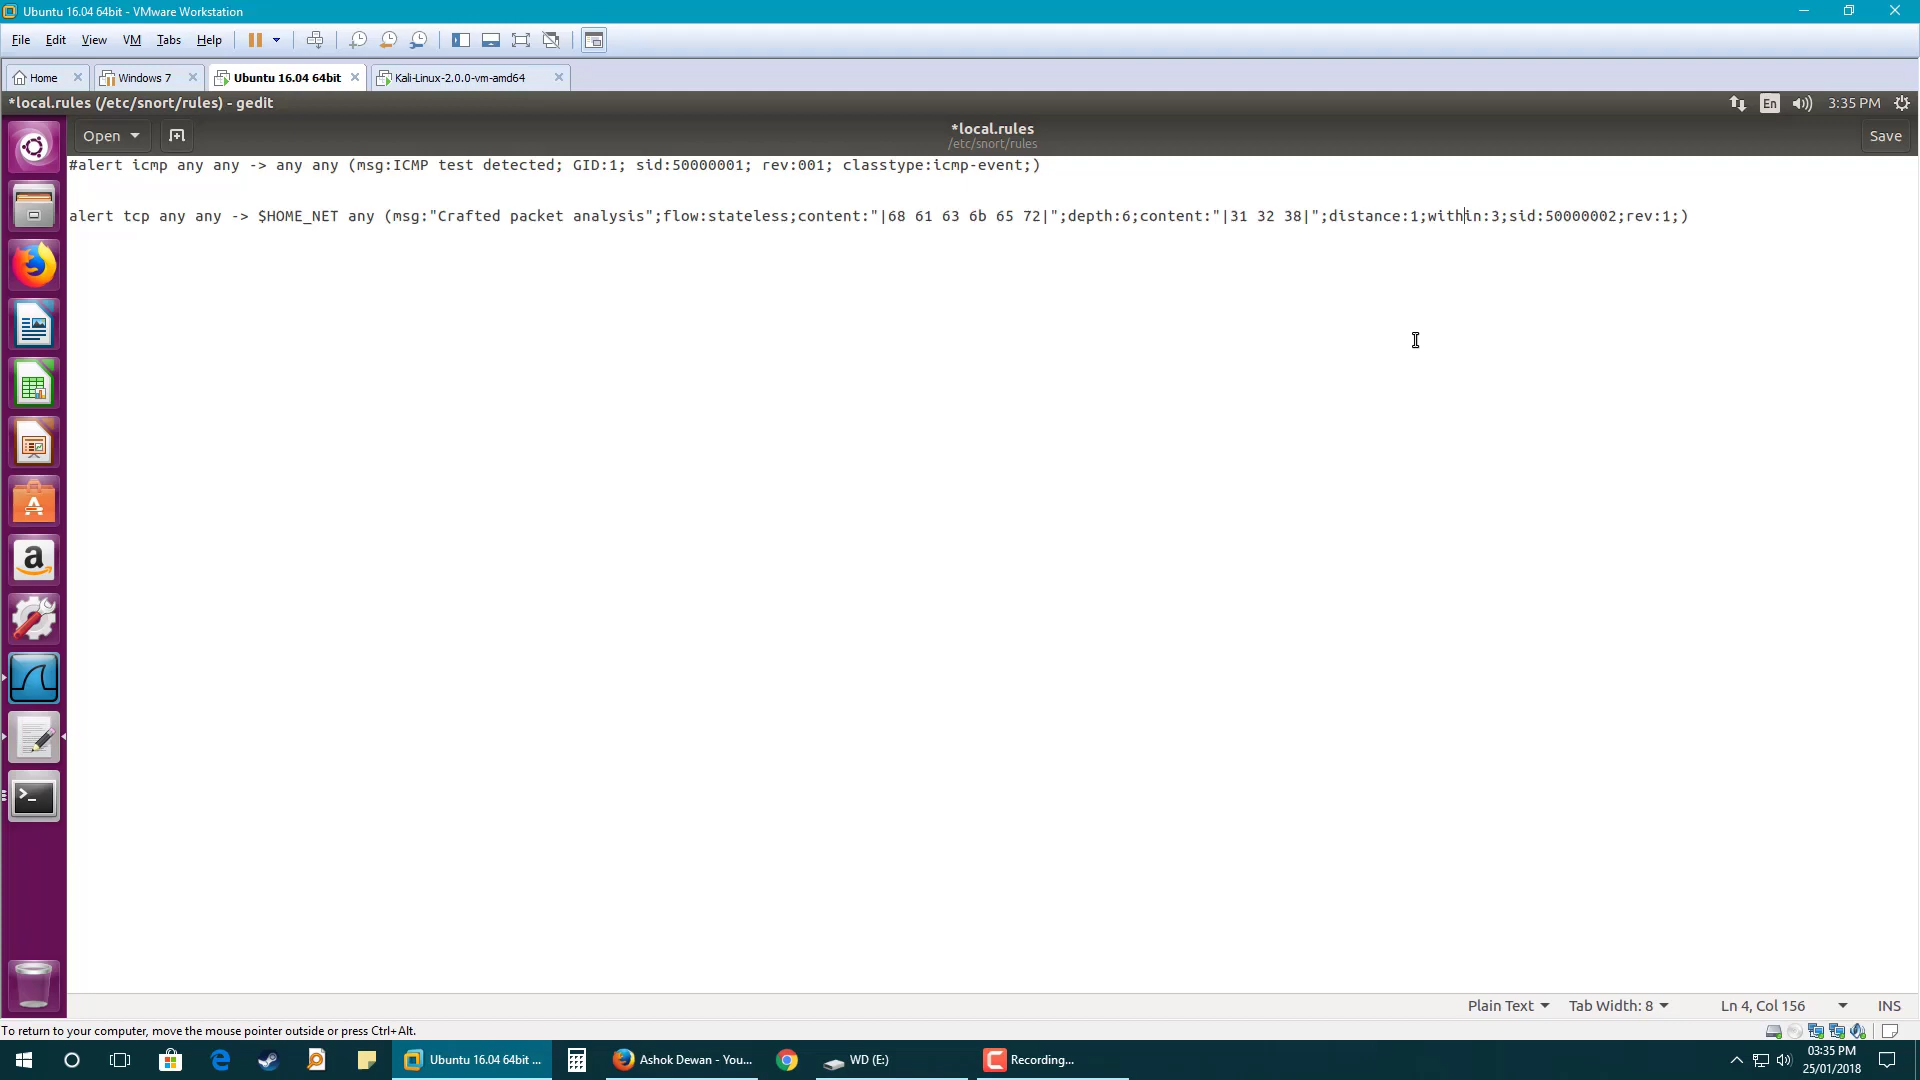 Ubuntu 16.04 64bit - VMware Workstation
File Edit View VM Tabs Help
Home Windows 7 Ubuntu 16.04 64bit Kali-Linux-2.0.0-vm-amd64
*local.rules (/etc/snort/rules) - gedit En 3:35 PM
Open *local.rules Save
/etc/snort/rules
#alert icmp any any -> any any (msg:ICMP test detected; GID:1; sid:50000001; rev:001; classtype:icmp-event;)
alert tcp any any -> $HOME_NET any (msg:"Crafted packet analysis";flow:stateless;content:"|68 61 63 6b 65 72|";depth:6;content:"|31 32 38|";distance:1;within:3;sid:50000002;rev:1;)
Plain Text Tab Width: 8 Ln 4, Col 156 INS
To return to your computer, move the mouse pointer outside or press Ctrl+Alt.
Ubuntu 16.04 64bit ... Ashok Dewan - You... WD (E:) Recording...
03:35 PM
25/01/2018